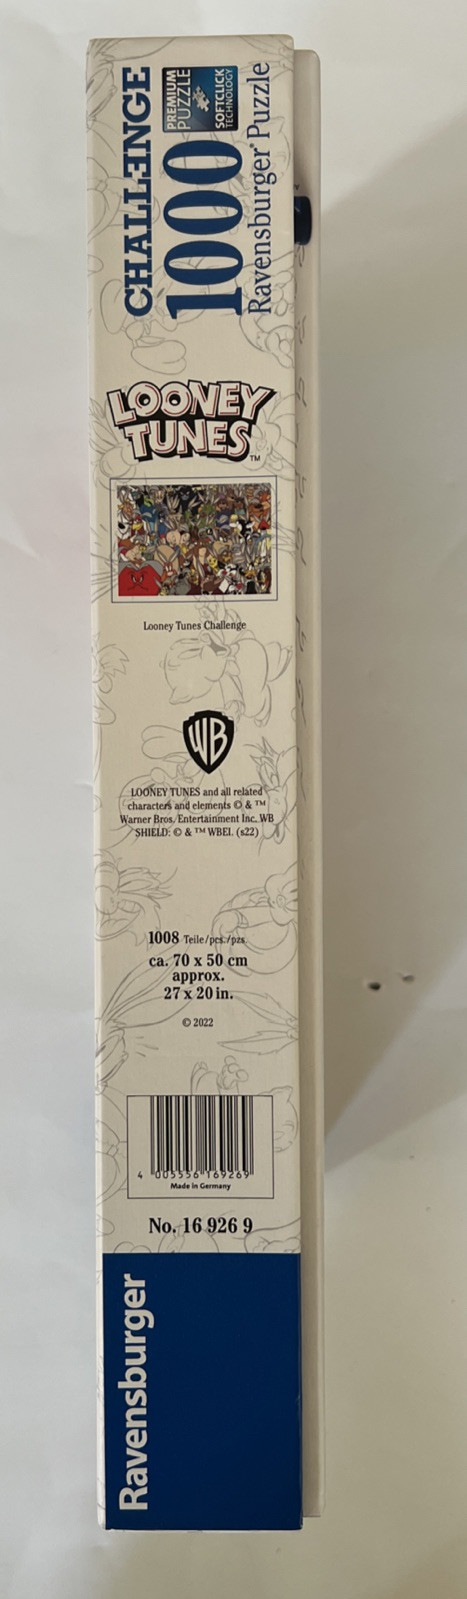 CHALLENGE
1000
PREMIUM
PUZZLE
SOFTCLICK
TECHNOLOGY
Ravensburger® Puzzle
LOONEY
TUNES
TM
Looney Tunes Challenge
WB
LOONEY TUNES and all related
characters and elements © & ™
Warner Bros. Entertainment Inc. WB
SHIELD: © & ™ WBEI. (s22)
1008 Teile/pcs./pzs
ca. 70 x 50 cm
approx.
27 x 20 in.
© 2022
4 005556 169269
Made in Germany
No. 16 926 9
Ravensburger